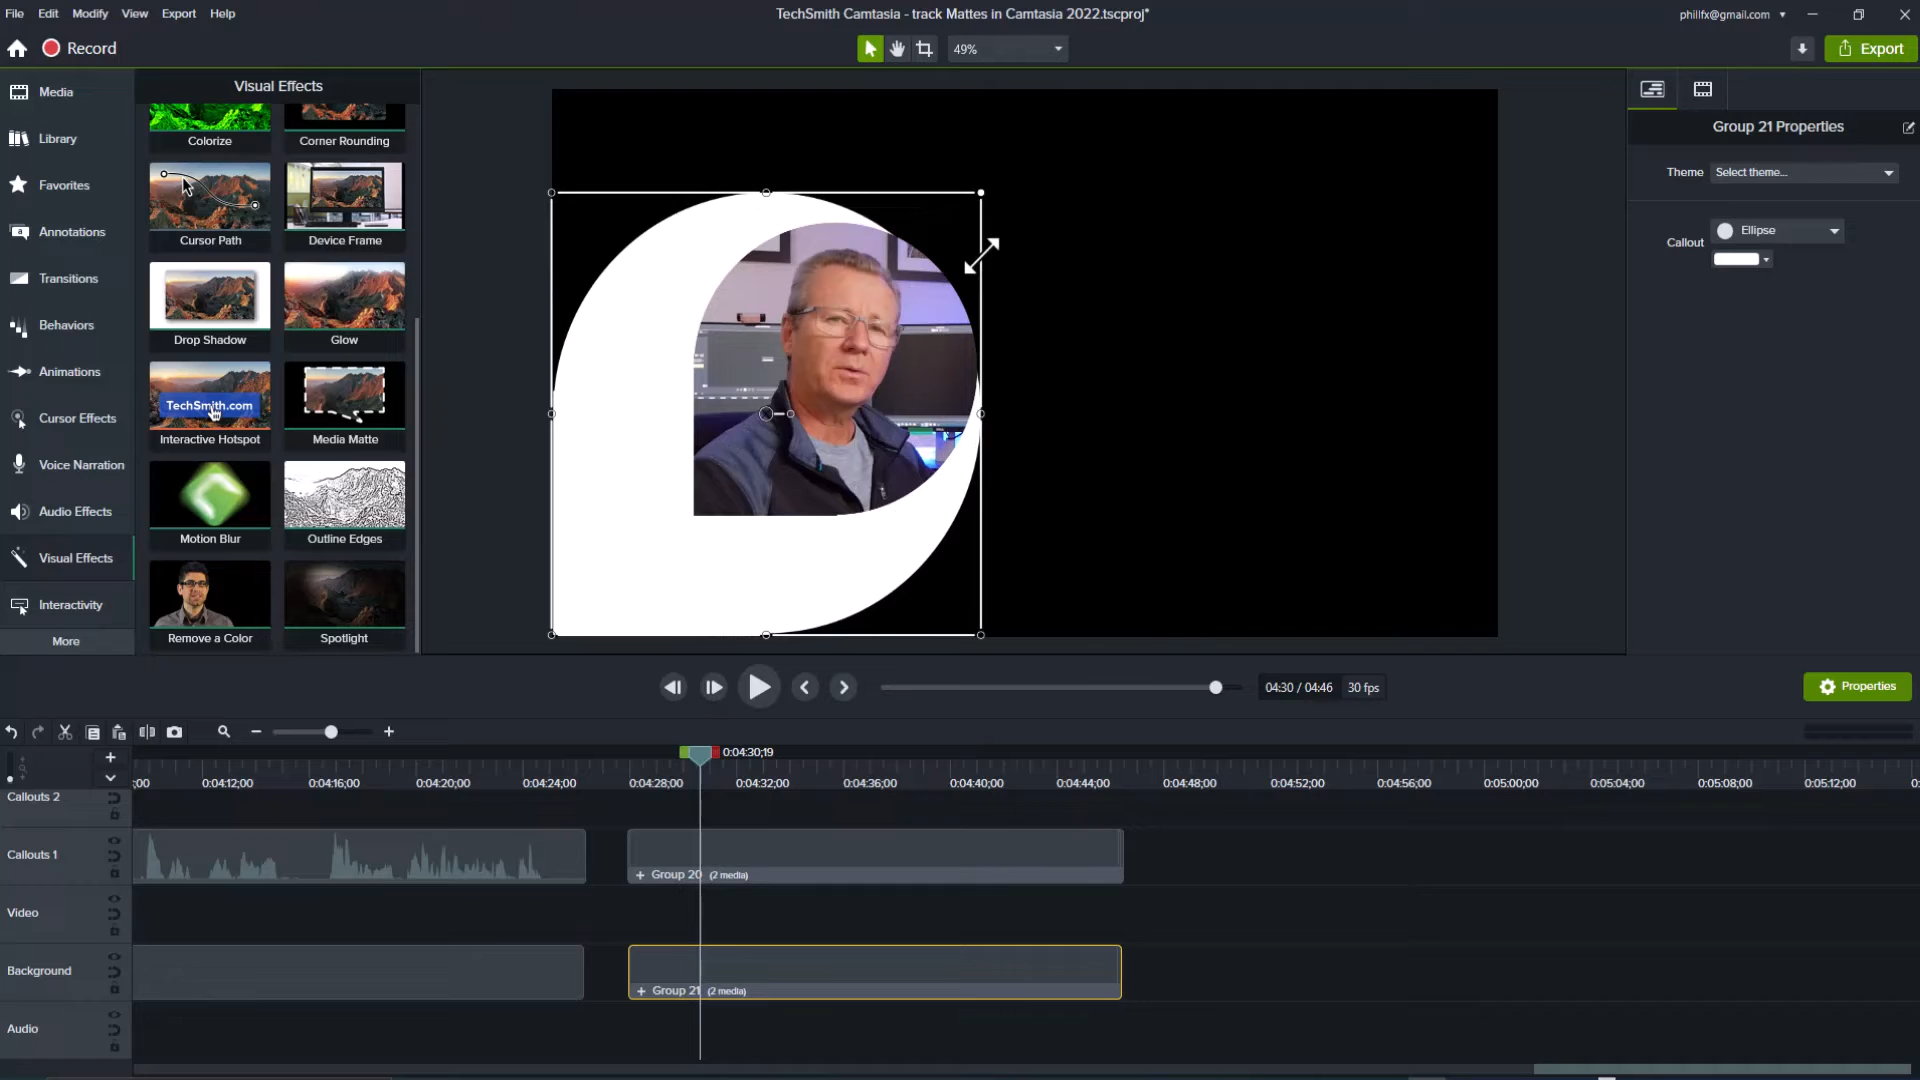 File Edit Modify View Export Help
TechSmith Camtasia - track Mattes in Camtasia 2022.tscproj*
phillfx@gmail.com
Record
49%
Export
Media
Library
Favorites
Annotations
Transitions
Behaviors
Animations
Cursor Effects
Voice Narration
Audio Effects
Visual Effects
Interactivity
More
Visual Effects
Colorize
Corner Rounding
Cursor Path
Device Frame
Drop Shadow
Glow
TechSmith.com
Interactive Hotspot
Media Matte
Motion Blur
Outline Edges
Remove a Color
Spotlight
Group 21 Properties
Theme Select theme...
Callout Ellipse
04:30 / 04:46 30 fps
Properties
0:04:30;19
;00 0:04:12;00 0:04:16;00 0:04:20;00 0:04:24;00 0:04:28;00 0:04:32;00 0:04:36;00 0:04:40;00 0:04:44;00 0:04:48;00 0:04:52;00 0:04:56;00 0:05:00;00 0:05:04;00 0:05:08;00 0:05:12;00 0:
Callouts 2
Callouts 1
+ Group 20 (2 media)
Video
Background
+ Group 21 (2 media)
Audio